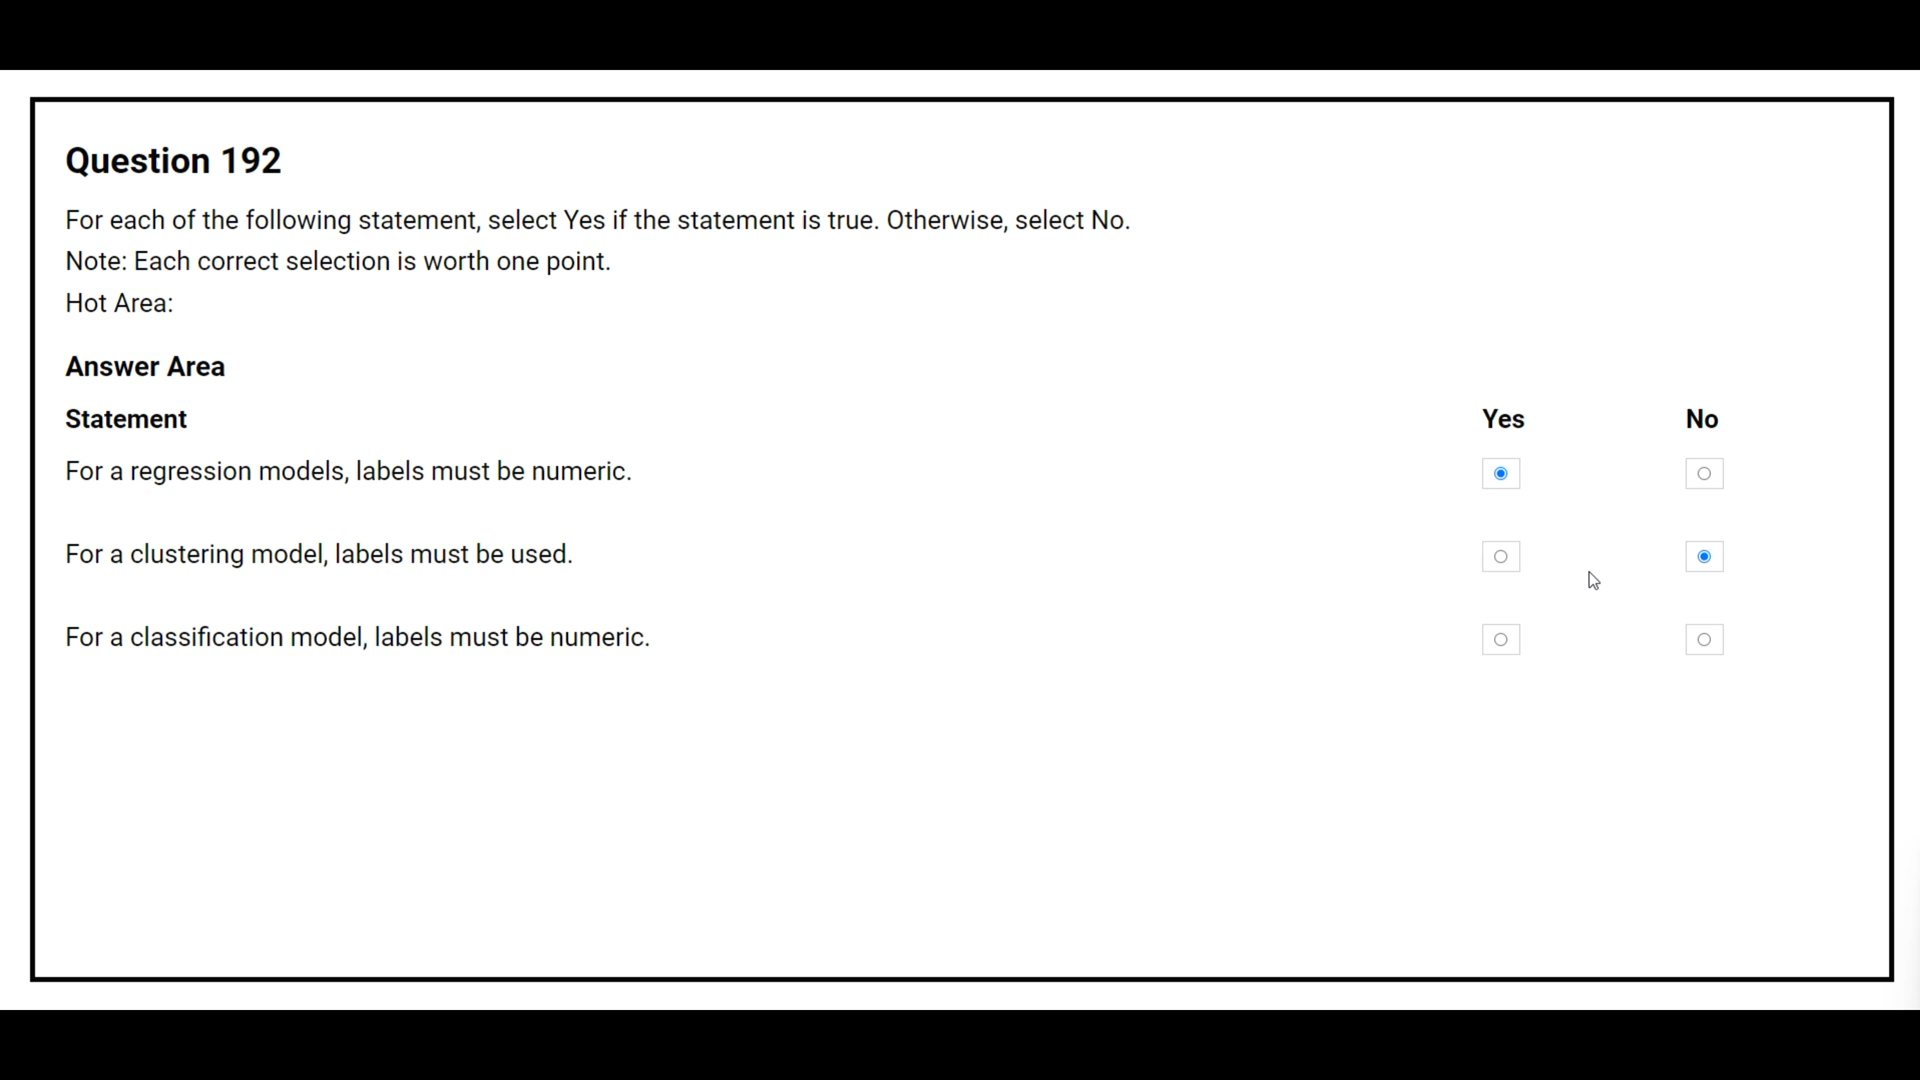 Question 192
For each of the following statement, select Yes if the statement is true. Otherwise, select No.
Note: Each correct selection is worth one point.
Hot Area:
Answer Area
Statement Yes No
For a regression models, labels must be numeric.
For a clustering model, labels must be used.
For a classification model, labels must be numeric.